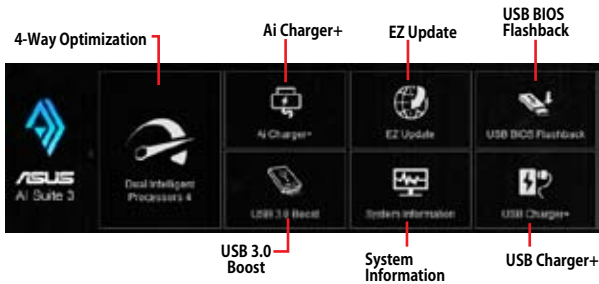 4-Way Optimization
Ai Charger+
EZ Update
USB BIOS
Flashback
ASUS
AI Suite 3
Dual Intelligent
Processors 4
Ai Charger+
EZ Update
USB BIOS Flashback
USB 3.0 Boost
System Information
USB Charger+
USB 3.0
Boost
System
Information
USB Charger+